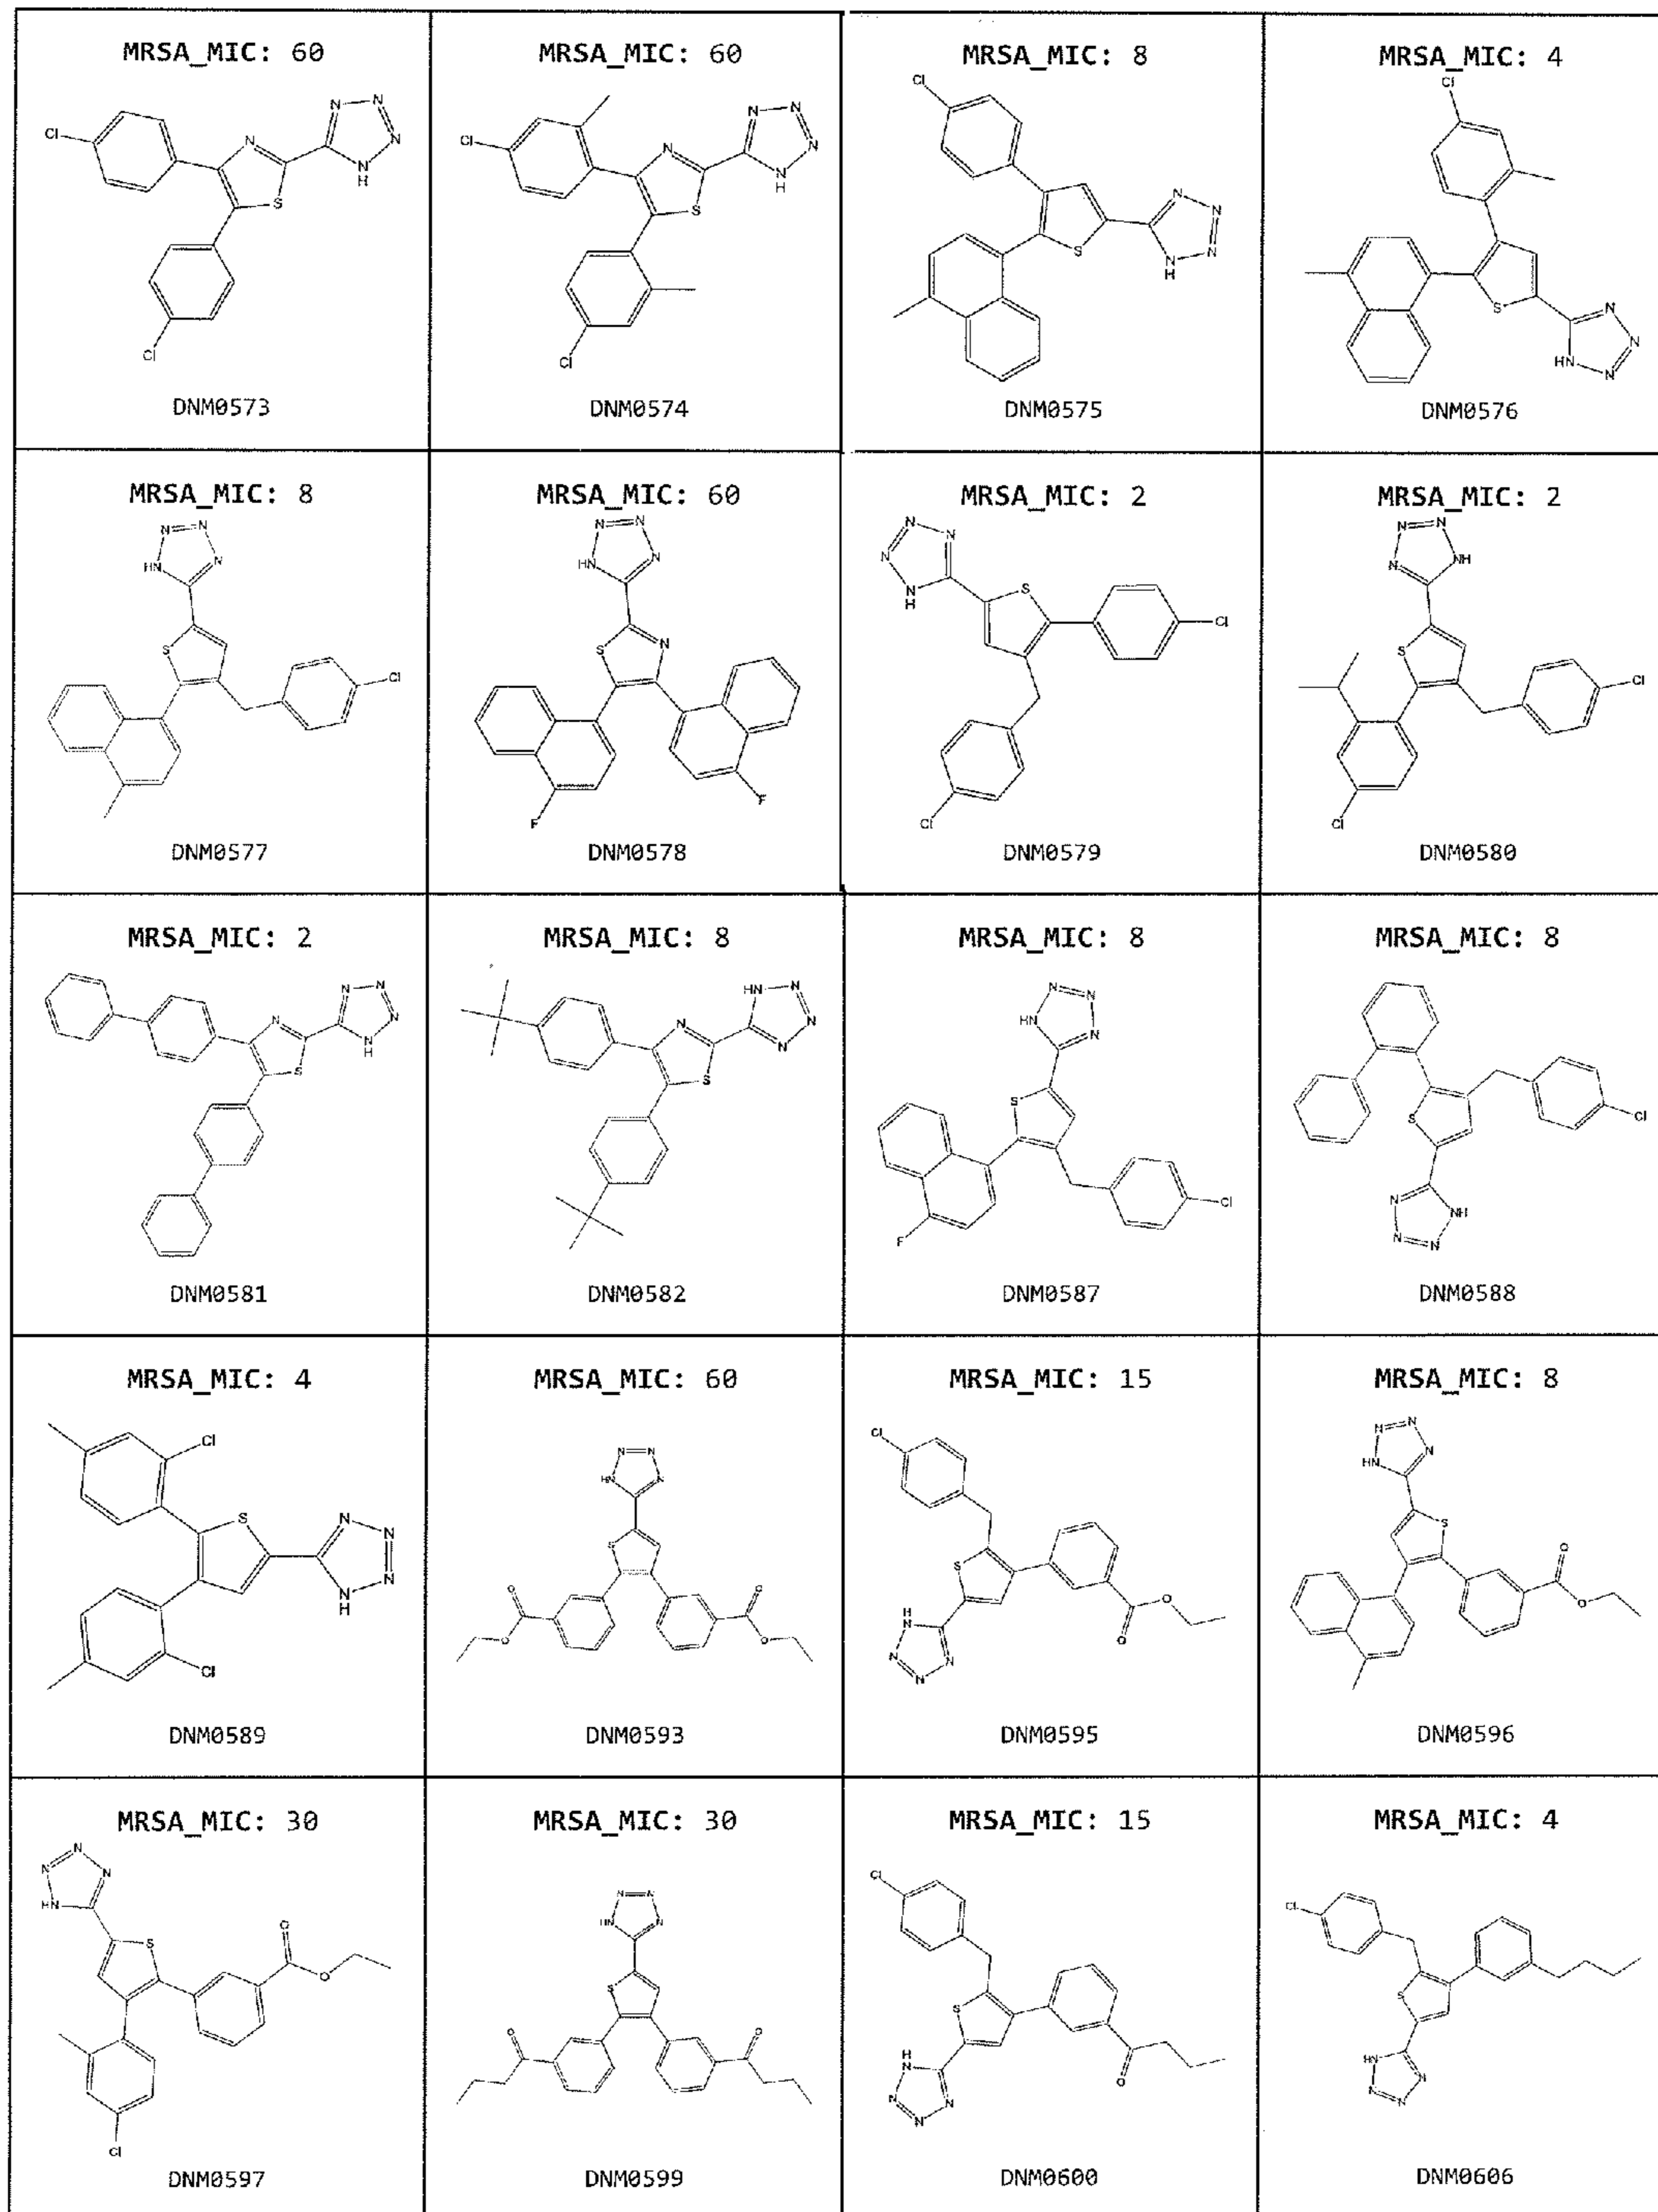 MRSA_MIC: 60
DNM0573
MRSA_MIC: 60
DNM0574
MRSA_MIC: 8
DNM0575
MRSA_MIC: 4
DNM0576
MRSA_MIC: 8
DNM0577
MRSA_MIC: 60
DNM0578
MRSA_MIC: 2
DNM0579
MRSA_MIC: 2
DNM0580
MRSA_MIC: 2
DNM0581
MRSA_MIC: 8
DNM0582
MRSA_MIC: 8
DNM0587
MRSA_MIC: 8
DNM0588
MRSA_MIC: 4
DNM0589
MRSA_MIC: 60
DNM0593
MRSA_MIC: 15
DNM0595
MRSA_MIC: 8
DNM0596
MRSA_MIC: 30
DNM0597
MRSA_MIC: 30
DNM0599
MRSA_MIC: 15
DNM0600
MRSA_MIC: 4
DNM0606